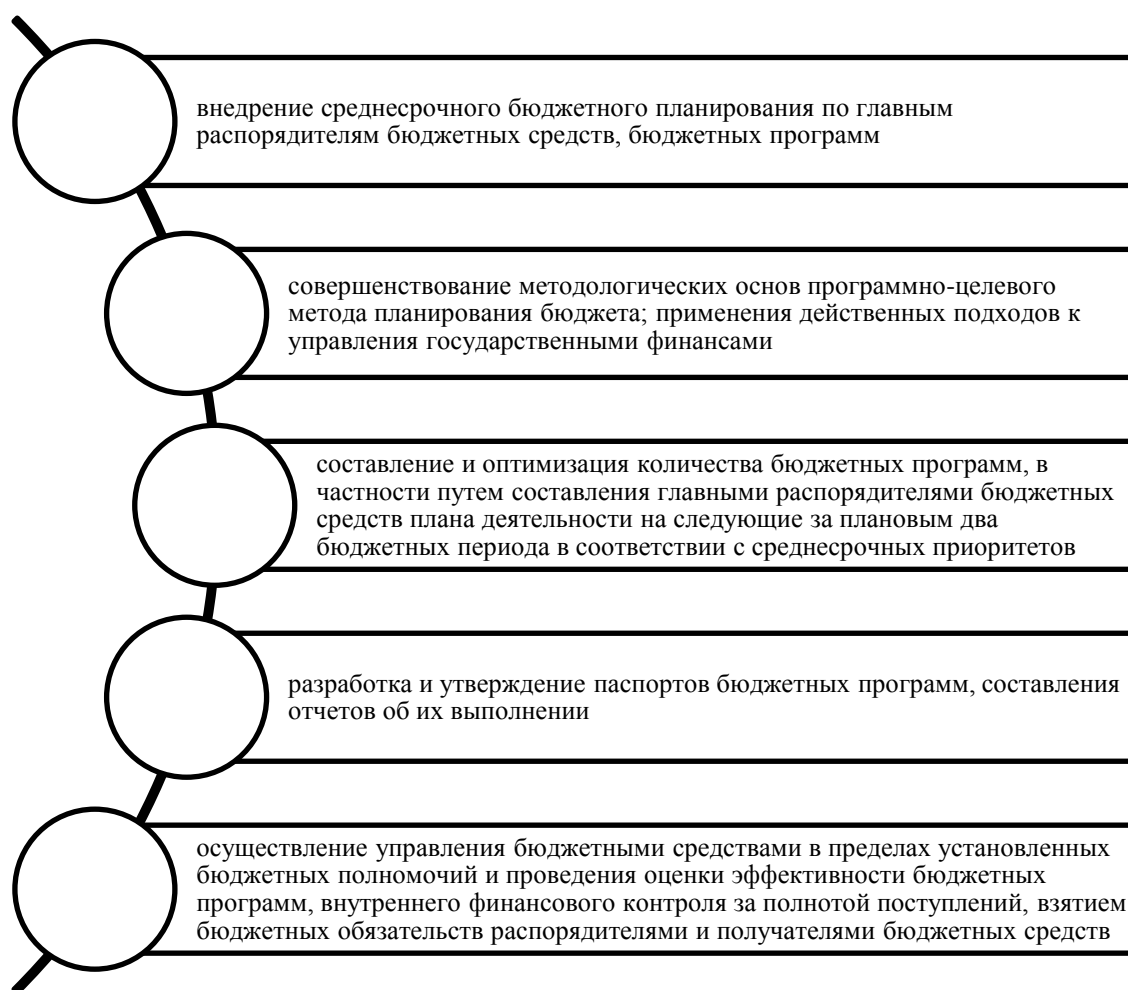 внедрение среднесрочного бюджетного планирования по главным
распорядителям бюджетных средств, бюджетных программ
совершенствование методологических основ программно-целевого
метода планирования бюджета; применения действенных подходов к
управления государственными финансами
составление и оптимизация количества бюджетных программ, в
частности путем составления главными распорядителями бюджетных
средств плана деятельности на следующие за плановым два
бюджетных периода в соответствии с среднесрочных приоритетов
разработка и утверждение паспортов бюджетных программ, составления
отчетов об их выполнении
осуществление управления бюджетными средствами в пределах установленных
бюджетных полномочий и проведения оценки эффективности бюджетных
программ, внутреннего финансового контроля за полнотой поступлений, взятием
бюджетных обязательств распорядителями и получателями бюджетных средств